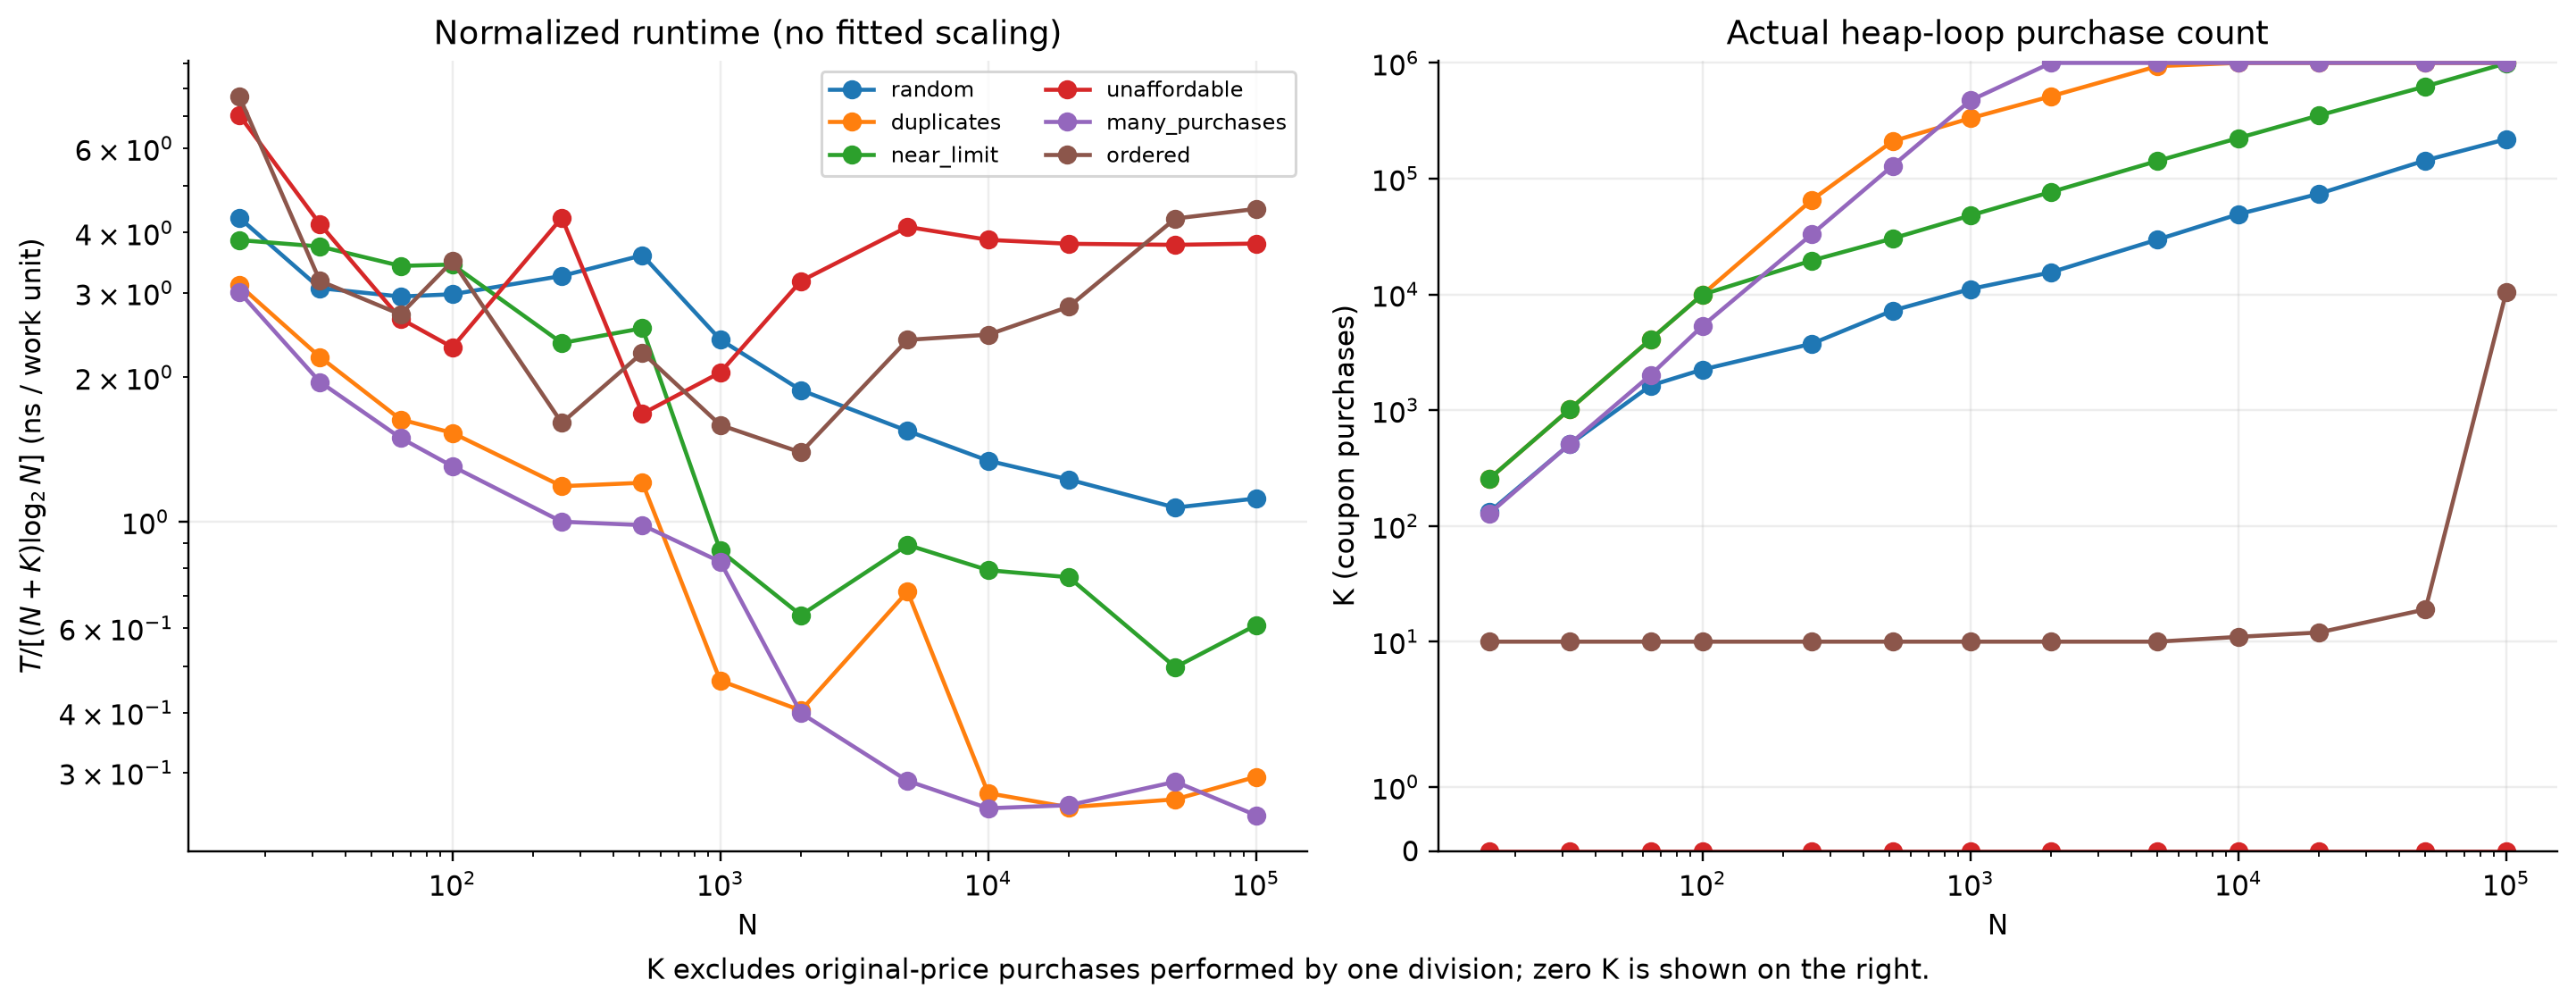 Normalized runtime (no fitted scaling)
random
duplicates
near_limit
unaffordable
many_purchases
ordered
6 × 10⁰
4 × 10⁰
3 × 10⁰
2 × 10⁰
10⁰
6 × 10⁻¹
4 × 10⁻¹
3 × 10⁻¹
T/[(N + K)log₂ N] (ns / work unit)
10² 10³ 10⁴ 10⁵
N
Actual heap-loop purchase count
10⁶
10⁵
10⁴
10³
10²
10¹
10⁰
0
K (coupon purchases)
10² 10³ 10⁴ 10⁵
N
K excludes original-price purchases performed by one division; zero K is shown on the right.